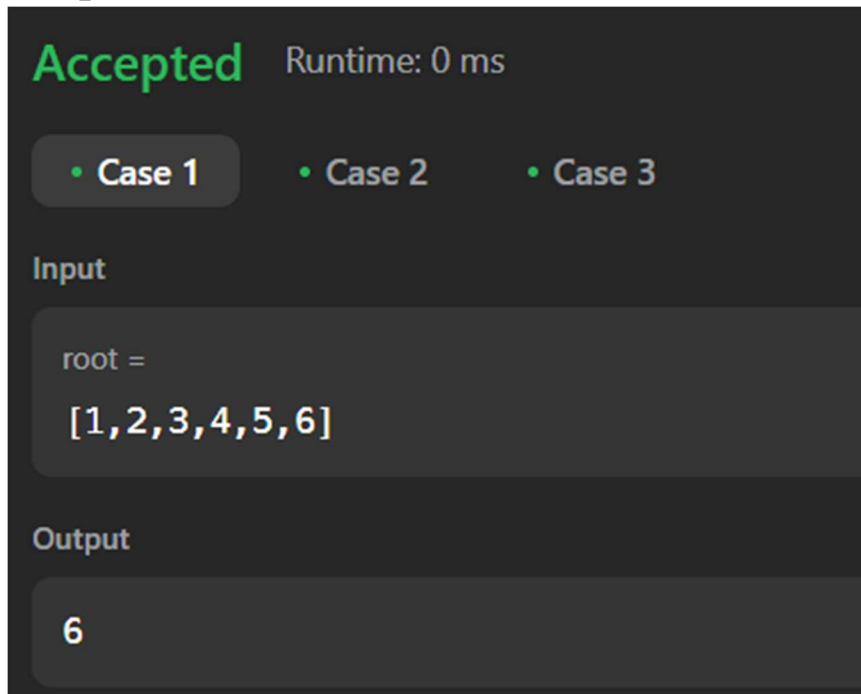 Accepted Runtime: 0 ms
• Case 1 • Case 2 • Case 3
Input
root =
[1,2,3,4,5,6]
Output
6